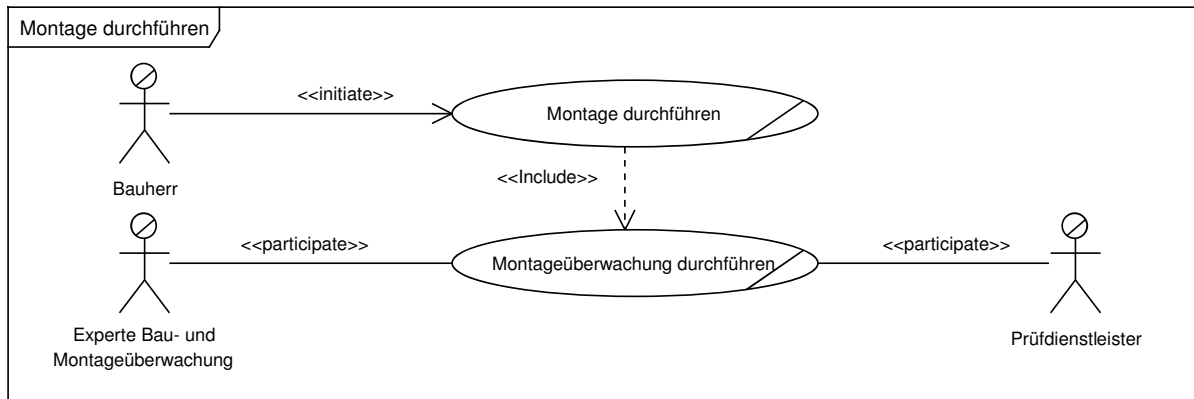 Montage durchführen
<<initiate>>
Montage durchführen
Bauherr
<<Include>>
<<participate>>
Montageüberwachung durchführen
<<participate>>
Experte Bau- und
Montageüberwachung
Prüfdienstleister